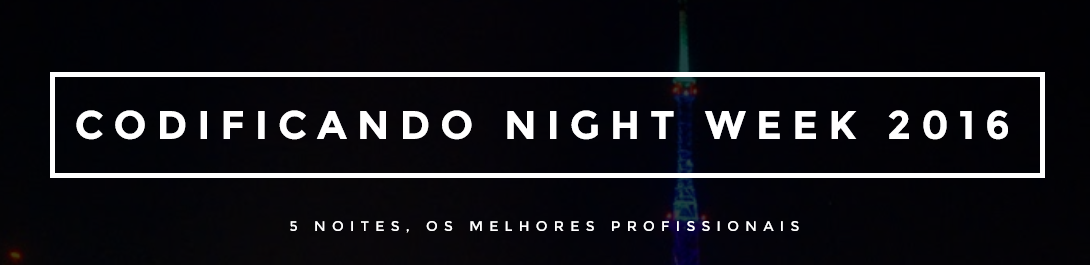 CODIFICANDO NIGHT WEEK 2016
5 NOITES, OS MELHORES PROFISSIONAIS